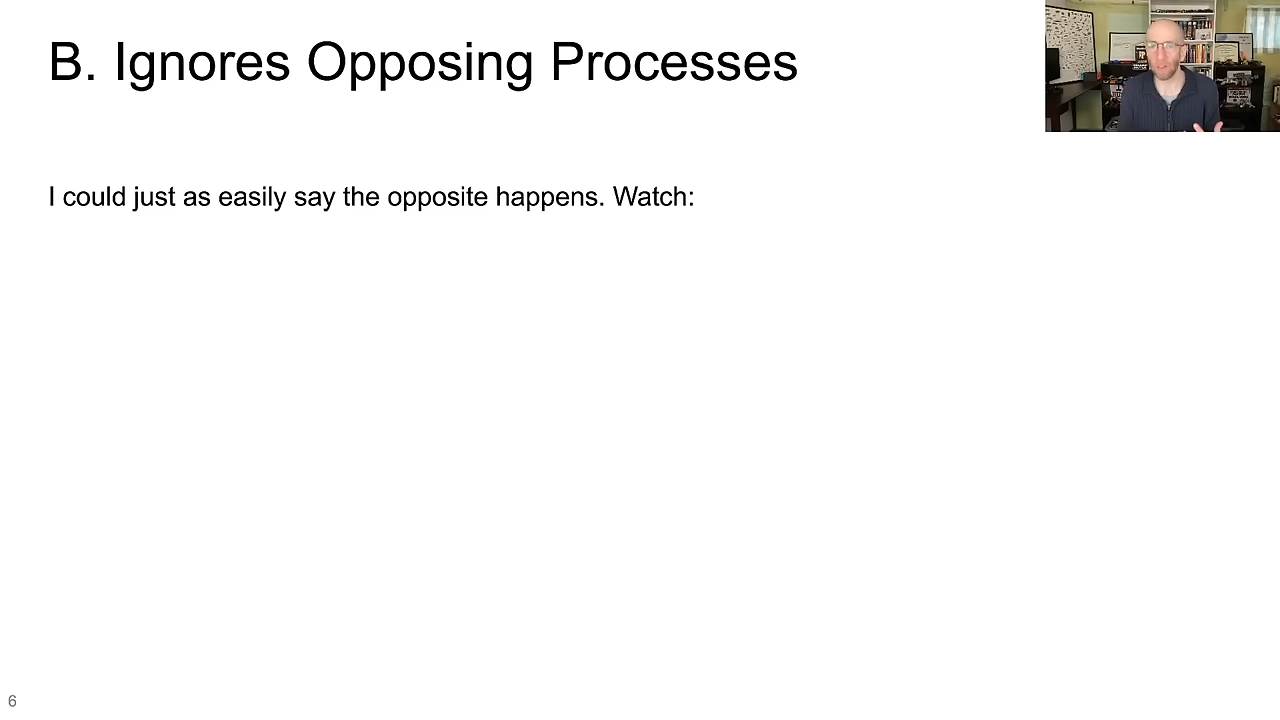 B. Ignores Opposing Processes
I could just as easily say the opposite happens. Watch:
6